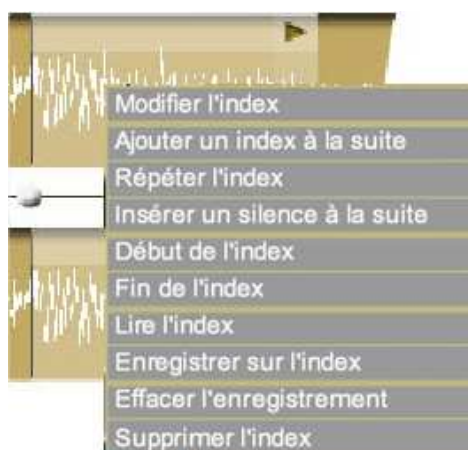 Modifier l'index
Ajouter un index à la suite
Répéter l'index
Insérer un silence à la suite
Début de l'index
Fin de l'index
Lire l'index
Enregistrer sur l'index
Effacer l'enregistrement
Supprimer l'index